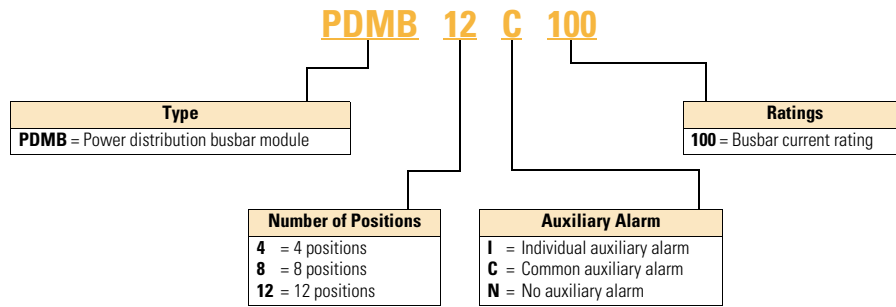 PDMB 12 C 100
Type
PDMB = Power distribution busbar module
Ratings
100 = Busbar current rating
Number of Positions
4 = 4 positions
8 = 8 positions
12 = 12 positions
Auxiliary Alarm
I = Individual auxiliary alarm
C = Common auxiliary alarm
N = No auxiliary alarm